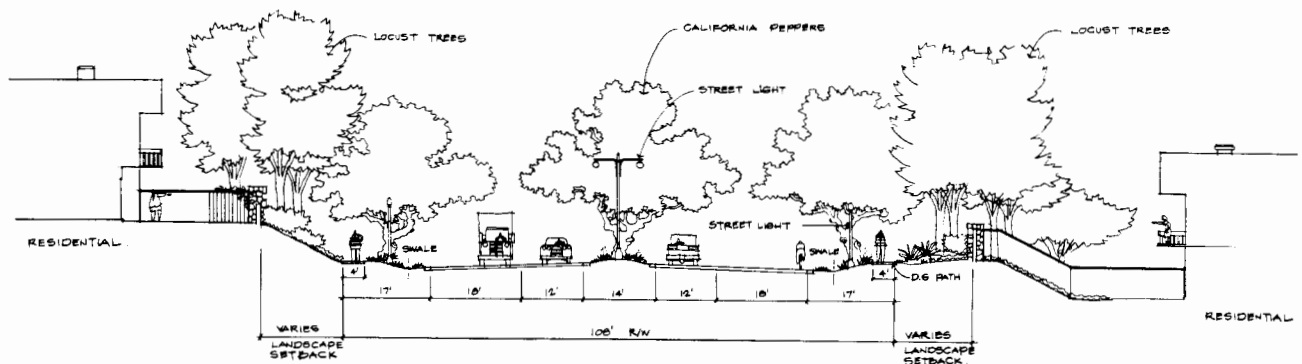 LOCUST TREES
CALIFORNIA PEPPERS
LOCUST TREES
STREET LIGHT
STREET LIGHT
RESIDENTIAL.
SWALE
SWALE
4'
4'
D.G PATH
17' 18' 12' 14' 12' 18' 17'
RESIDENTIAL
108' R/W
VARIES
LANDSCAPE
SETBACK
VARIES
LANDSCAPE
SETBACK